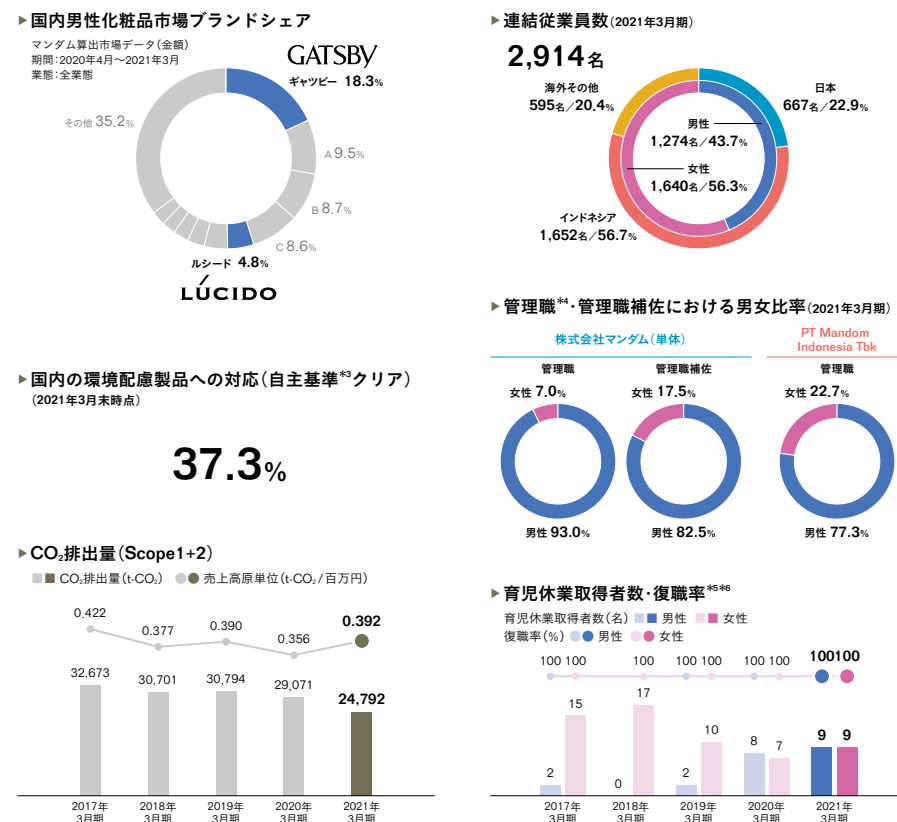 国内男性化粧品市場ブランドシェア
マンダム算出市場データ（金額）
期間：2020年4月～2021年3月
業態：全業態
GATSBY
ギャツビー 18.3%
その他 35.2%
A 9.5%
B 8.7%
C 8.6%
ルシード 4.8%
LÚCIDO
国内の環境配慮製品への対応（自主基準*3クリア）
（2021年3月末時点）
37.3%
CO₂排出量（Scope1+2）
CO₂排出量（t-CO₂） 売上高原単位（t-CO₂/百万円）
0.422
0.377
0.390
0.356
0.392
32,673
30,701
30,794
29,071
24,792
2017年 3月期
2018年 3月期
2019年 3月期
2020年 3月期
2021年 3月期
連結従業員数（2021年3月期）
2,914名
海外その他
595名／20.4%
日本
667名／22.9%
男性
1,274名／43.7%
女性
1,640名／56.3%
インドネシア
1,652名／56.7%
管理職*4・管理職補佐における男女比率（2021年3月期）
株式会社マンダム（単体）
PT Mandom
Indonesia Tbk
管理職
女性 7.0%
男性 93.0%
管理職補佐
女性 17.5%
男性 82.5%
管理職
女性 22.7%
男性 77.3%
育児休業取得者数・復職率*5*6
育児休業取得者数（名） 男性 女性
復職率（%） 男性 女性
100 100
100
100 100
100 100
100 100
2
15
0
17
2
10
8
7
9
9
2017年 3月期
2018年 3月期
2019年 3月期
2020年 3月期
2021年 3月期